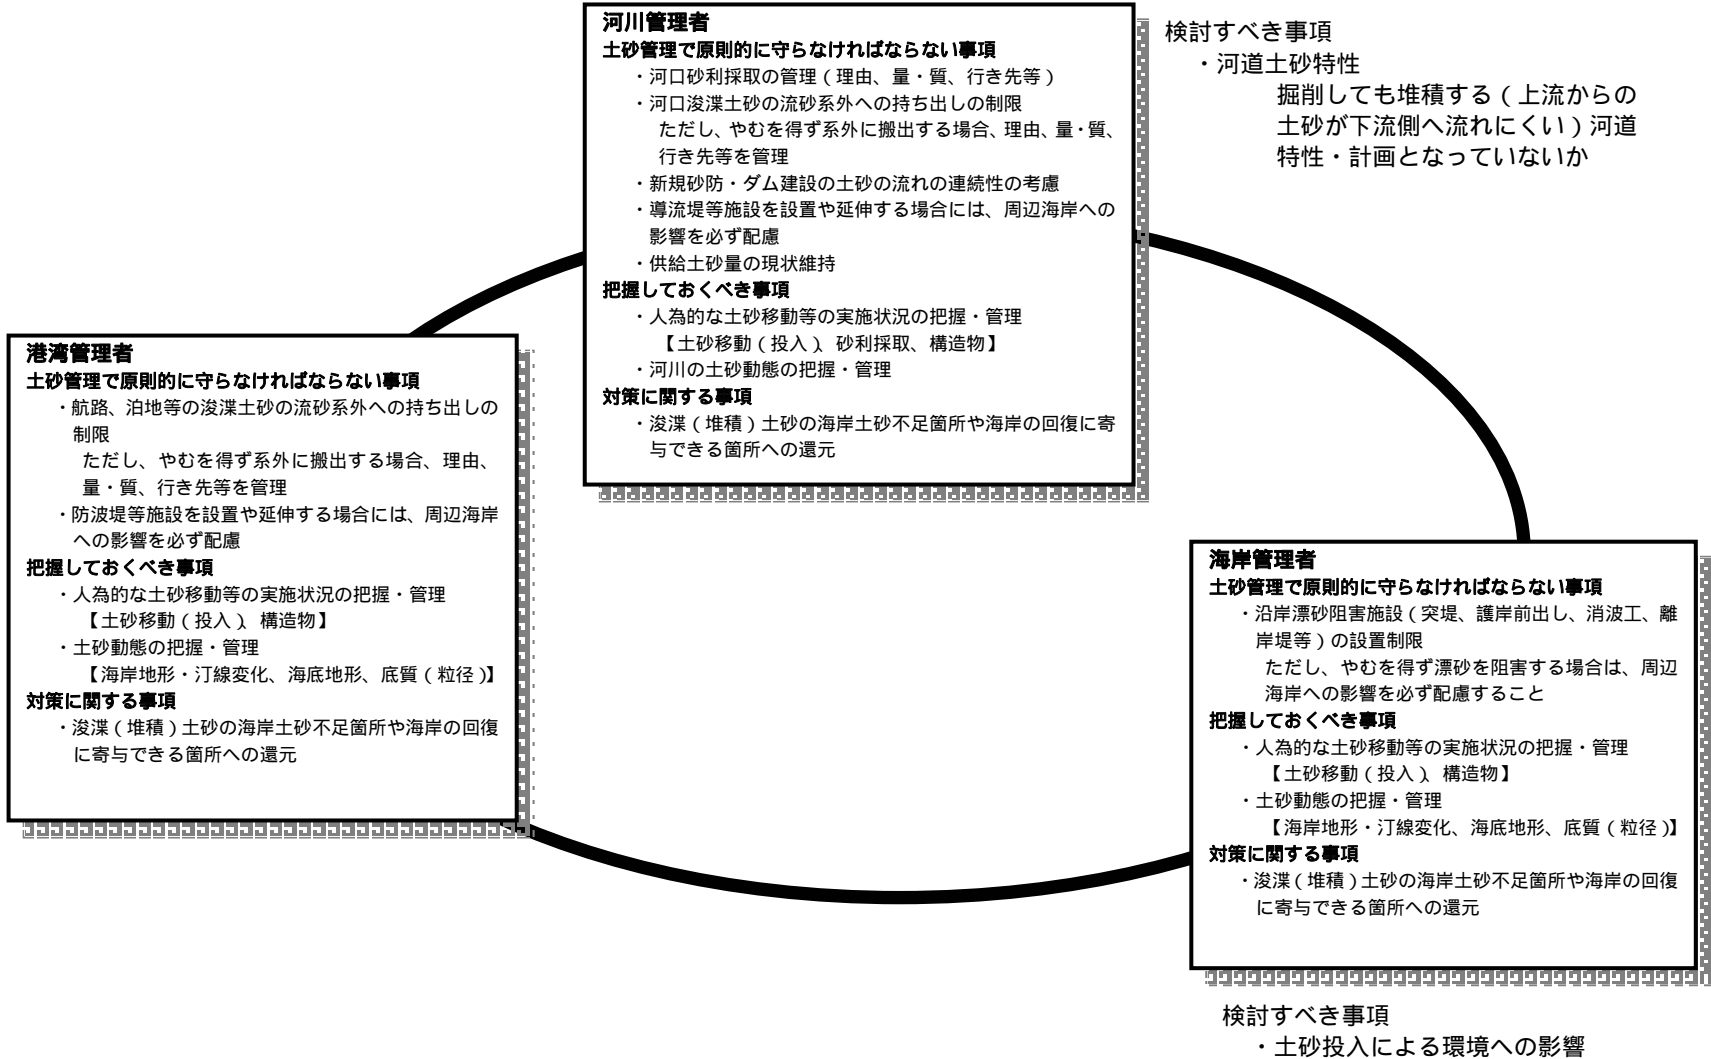 河川管理者
土砂管理で原則的に守らなければならない事項
・河口砂利採取の管理（理由、量・質、行き先等）
・河口浚渫土砂の流砂系外への持ち出しの制限
ただし、やむを得ず系外に搬出する場合、理由、量・質、
行き先等を管理
・新規砂防・ダム建設の土砂の流れの連続性の考慮
・導流堤等施設を設置や延伸する場合には、周辺海岸への
影響を必ず配慮
・供給土砂量の現状維持
把握しておくべき事項
・人為的な土砂移動等の実施状況の把握・管理
【土砂移動（投入）、砂利採取、構造物】
・河川の土砂動態の把握・管理
対策に関する事項
・浚渫（堆積）土砂の海岸土砂不足箇所や海岸の回復に寄
与できる箇所への還元
検討すべき事項
・河道土砂特性
掘削しても堆積する（上流からの
土砂が下流側へ流れにくい）河道
特性・計画となっていないか
港湾管理者
土砂管理で原則的に守らなければならない事項
・航路、泊地等の浚渫土砂の流砂系外への持ち出しの
制限
ただし、やむを得ず系外に搬出する場合、理由、
量・質、行き先等を管理
・防波堤等施設を設置や延伸する場合には、周辺海岸
への影響を必ず配慮
把握しておくべき事項
・人為的な土砂移動等の実施状況の把握・管理
【土砂移動（投入）、構造物】
・土砂動態の把握・管理
【海岸地形・汀線変化、海底地形、底質（粒径）】
対策に関する事項
・浚渫（堆積）土砂の海岸土砂不足箇所や海岸の回復
に寄与できる箇所への還元
海岸管理者
土砂管理で原則的に守らなければならない事項
・沿岸漂砂阻害施設（突堤、護岸前出し、消波工、離
岸堤等）の設置制限
ただし、やむを得ず漂砂を阻害する場合は、周辺
海岸への影響を必ず配慮すること
把握しておくべき事項
・人為的な土砂移動等の実施状況の把握・管理
【土砂移動（投入）、構造物】
・土砂動態の把握・管理
【海岸地形・汀線変化、海底地形、底質（粒径）】
対策に関する事項
・浚渫（堆積）土砂の海岸土砂不足箇所や海岸の回復
に寄与できる箇所への還元
検討すべき事項
・土砂投入による環境への影響